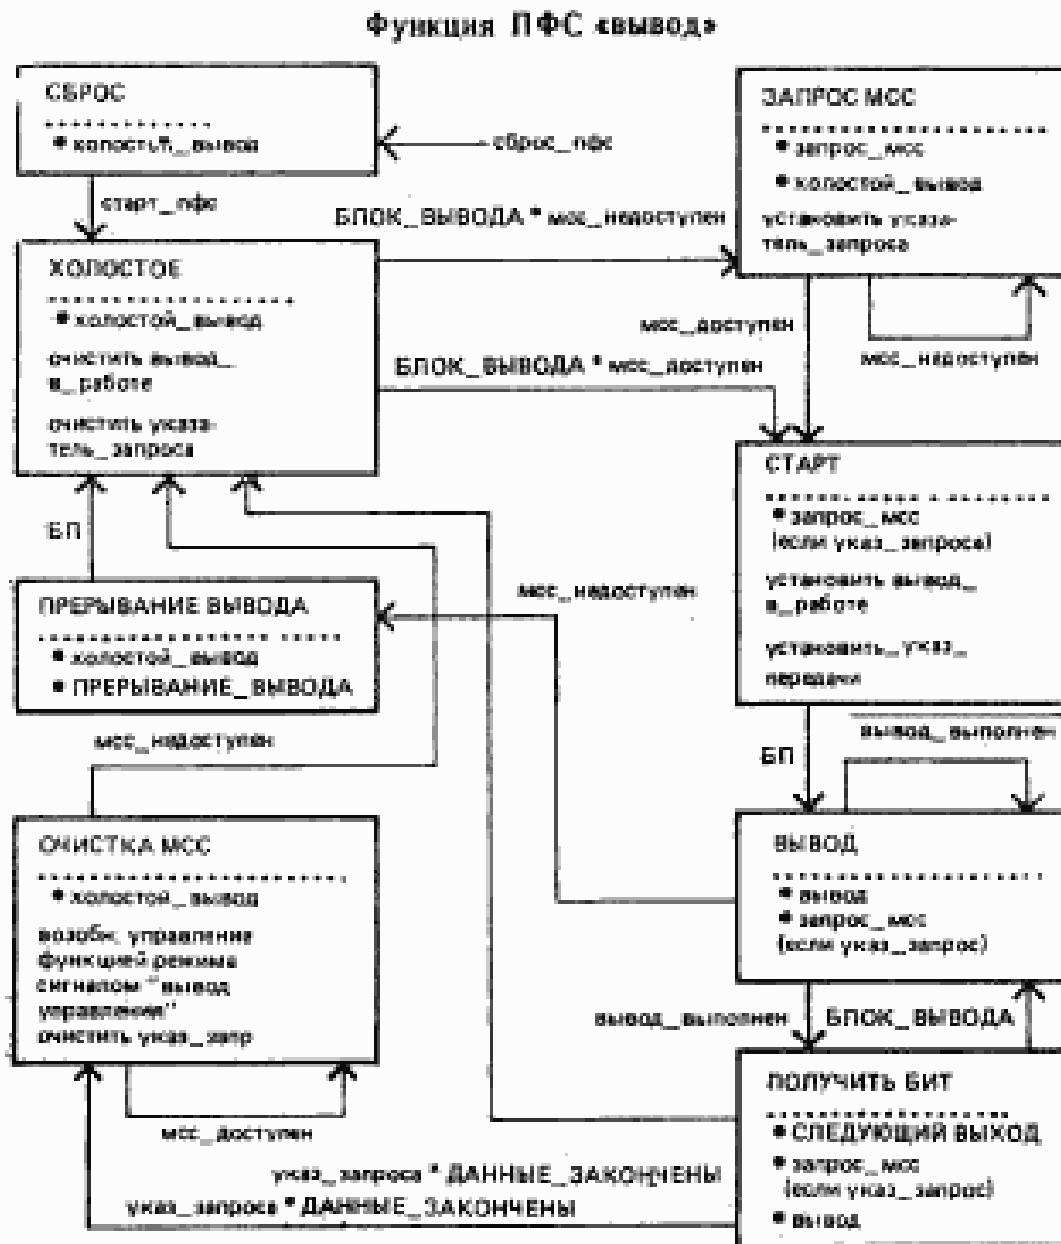 Функция ПФС «вывод»
СБРОС
• холостый_вывод
сброс_пфс
старт_пфс
ЗАПРОС МСС
• запрос_мсс
• холостой_вывод
установить указа-
тель_запроса
БЛОК_ВЫВОДА * мсс_недоступен
ХОЛОСТОЕ
• холостой_вывод
очистить вывод_
в_работе
очистить указа-
тель_запроса
мсс_доступен
мсс_недоступен
БЛОК_ВЫВОДА * мсс_доступен
СТАРТ
• запрос_мсс
(если указ_запроса)
установить вывод_
в_работе
установить_указ_
передачи
БП
мсс_недоступен
ПРЕРЫВАНИЕ ВЫВОДА
• холостой_вывод
• ПРЕРЫВАНИЕ_ВЫВОДА
мсс_недоступен
вывод_выполнен
БП
ОЧИСТКА МСС
• холостой_вывод
возобн. управление
функцией режима
сигналом "вывод
управления"
очистить указ_запр
ВЫВОД
• вывод
• запрос_мсс
(если указ_запрос)
вывод_выполнен
БЛОК_ВЫВОДА
мсс_доступен
ПОЛУЧИТЬ БИТ
• СЛЕДУЮЩИЙ ВЫХОД
• запрос_мсс
(если указ_запрос)
• вывод
указ_запроса * ДАННЫЕ_ЗАКОНЧЕНЫ
указ_запроса * ДАННЫЕ_ЗАКОНЧЕНЫ